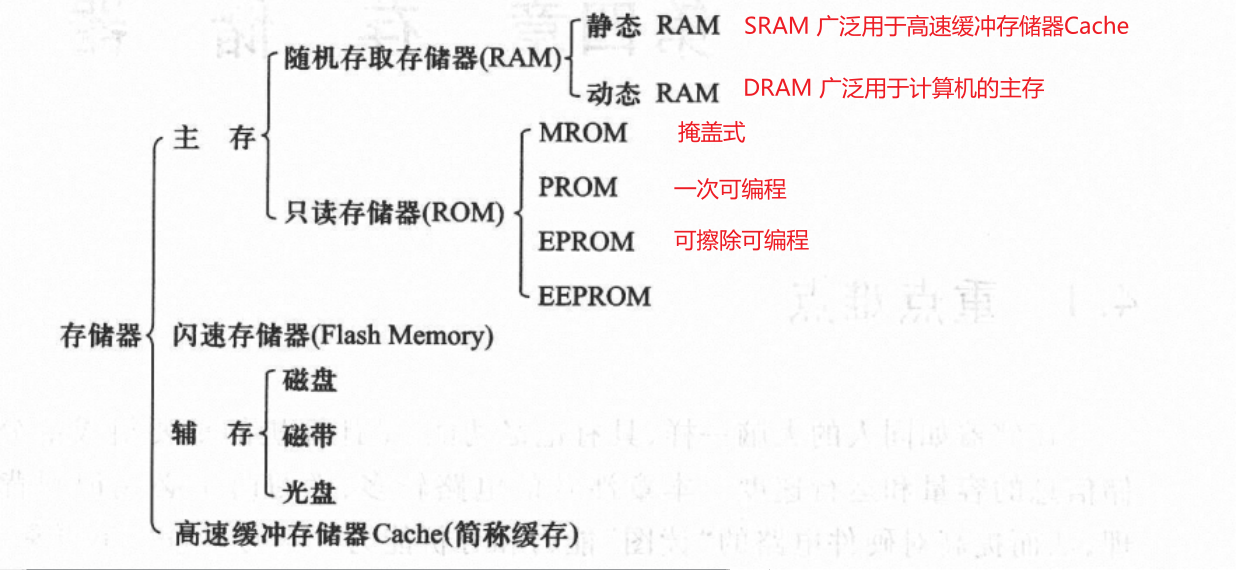 静态 RAM SRAM 广泛用于高速缓冲存储器Cache
随机存取存储器(RAM)
动态 RAM DRAM 广泛用于计算机的主存
主 存
MROM 掩盖式
PROM 一次可编程
只读存储器(ROM)
EPROM 可擦除可编程
EEPROM
存储器 闪速存储器(Flash Memory)
磁盘
辅 存 磁带
光盘
高速缓冲存储器Cache(简称缓存)